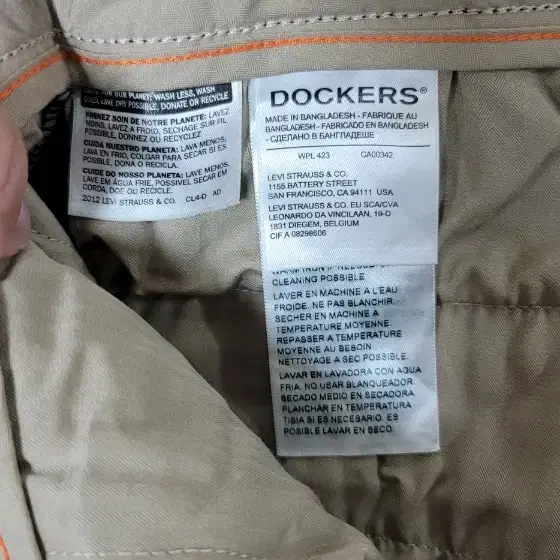 CARE FOR OUR PLANET: WASH LESS, WASH
COLD, LINE DRY POSSIBLE, DONATE OR RECYCLE
PRENEZ SOIN DE NOTRE PLANETE: LAVEZ
MOINS, LAVEZ A FROID, SECHAGE SUR FIL
POSSIBLE, DONNEZ OU RECYCLEZ
CUIDA NUESTRO PLANETA: LAVA MENOS,
LAVA EN FRIO, COLGAR PARA SECAR SI ES
POSIBLE, DONA O RECICLA.
CUIDE DO NOSSO PLANETA: LAVE MENOS,
LAVE EM ÁGUA FRIE, POSSIVEL SECAR EM
CORDA, DOE OU RECICLE.
2012 LEVI STRAUSS & CO. CL4-D AD
DOCKERS®
MADE IN BANGLADESH - FABRIQUE AU
BANGLADESH - FABRICADO EN BANGLADESH
- СДЕЛАНО В БАНГЛАДЕШЕ
WPL 423 CA00342
LEVI STRAUSS & CO.
1155 BATTERY STREET
SAN FRANCISCO, CA 94111 USA
LEVI STRAUSS & CO. EU SCA/CVA
LEONARDO DA VINCILAAN, 19-D
1831 DIEGEM, BELGIUM
CIF A 08298606
WARM IRON IF NEEDED
CLEANING POSSIBLE
LAVER EN MACHINE A L'EAU
FROIDE. NE PAS BLANCHIR.
SECHER EN MACHINE A
TEMPERATURE MOYENNE.
REPASSER A TEMPERATURE
MOYENNE AU BESOIN.
NETTOYAGE A SEC POSSIBLE.
LAVAR EN LAVADORA CON AGUA
FRIA. NO USAR BLANQUEADOR.
SECADO MEDIO EN SECADORA
PLANCHAR EN TEMPERATURA
TIBIA SI ES NECESARIO. ES
POSIBLE LAVAR EN SECO.